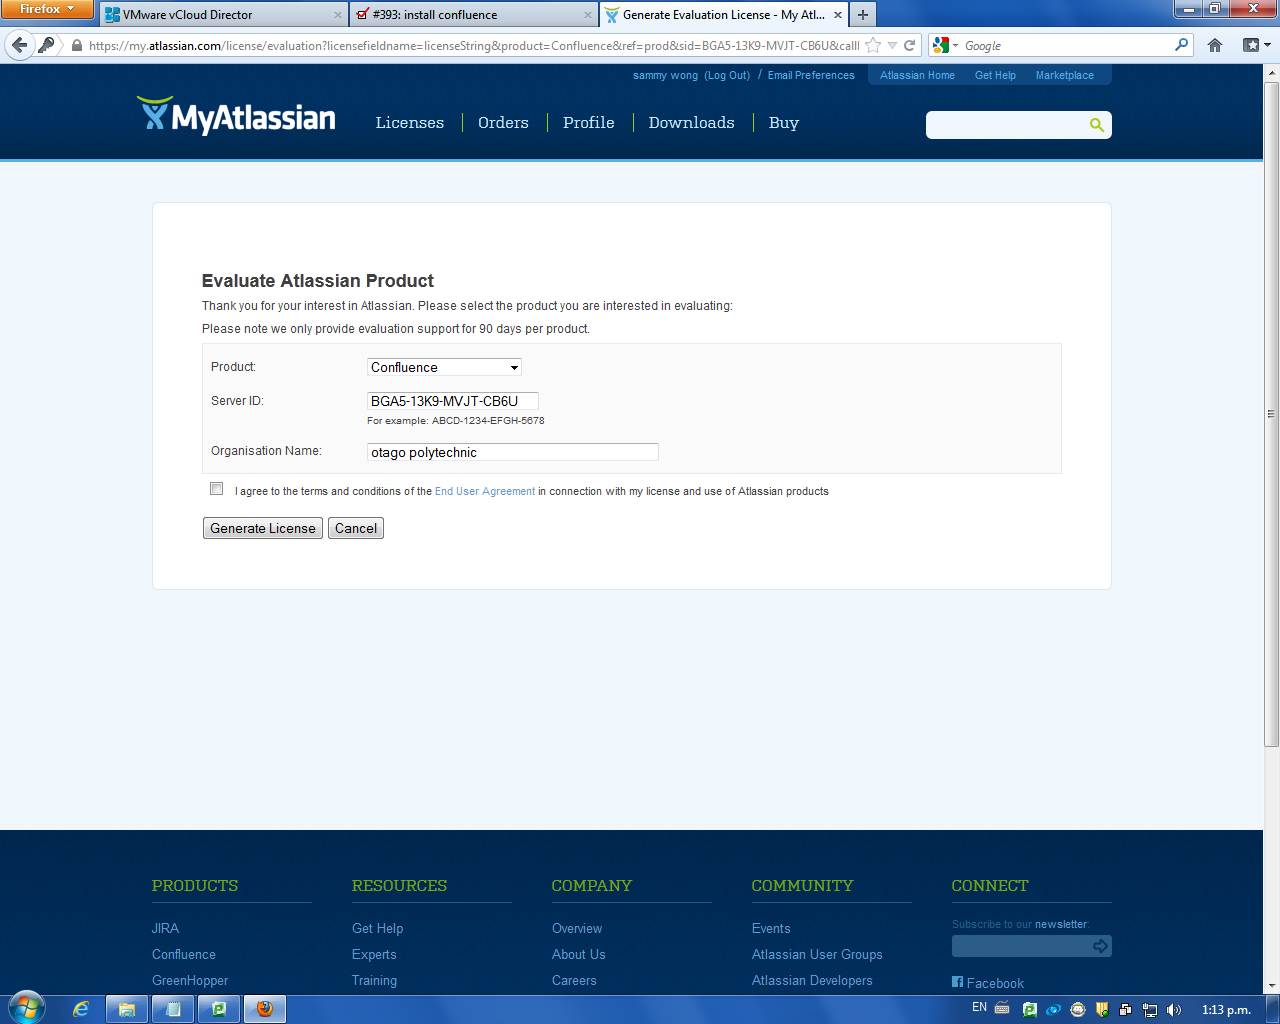 Firefox
VMware vCloud Director
#393: install confluence
Generate Evaluation License - My Atl...
https://my.atlassian.com/license/evaluation?licensefieldname=licenseString&product=Confluence&ref=prod&sid=BGA5-13K9-MVJT-CB6U&calll
Google
sammy wong (Log Out) / Email Preferences
Atlassian Home Get Help Marketplace
MyAtlassian
Licenses Orders Profile Downloads Buy
Evaluate Atlassian Product
Thank you for your interest in Atlassian. Please select the product you are interested in evaluating:
Please note we only provide evaluation support for 90 days per product.
Product: Confluence
Server ID: BGA5-13K9-MVJT-CB6U
For example: ABCD-1234-EFGH-5678
Organisation Name: otago polytechnic
I agree to the terms and conditions of the End User Agreement in connection with my license and use of Atlassian products
Generate License Cancel
PRODUCTS RESOURCES COMPANY COMMUNITY CONNECT
JIRA Get Help Overview Events Subscribe to our newsletter:
Confluence Experts About Us Atlassian User Groups
GreenHopper Training Careers Atlassian Developers Facebook
EN 1:13 p.m.